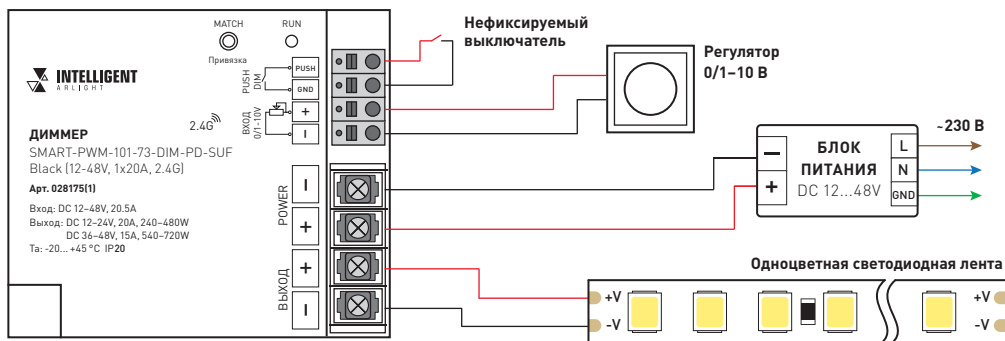 MATCH
RUN
Привязка
INTELLIGENT
ARLIGHT
PUSH
DIM
PUSH
GND
ВХОД
0/1-10V
+
–
2.4G
ДИММЕР
SMART-PWM-101-73-DIM-PD-SUF
Black (12-48V, 1x20A, 2.4G)
Арт. 028175(1)
Вход: DC 12–48V, 20.5A
Выход: DC 12–24V, 20A, 240–480W
DC 36–48V, 15A, 540–720W
Ta: -20... +45 °C IP20
POWER
–
+
ВЫХОД
+
–
Нефиксируемый
выключатель
Регулятор
0/1–10 В
~230 В
–
+
БЛОК
ПИТАНИЯ
DC 12...48V
L
N
GND
Одноцветная светодиодная лента
+V
-V
+V
-V